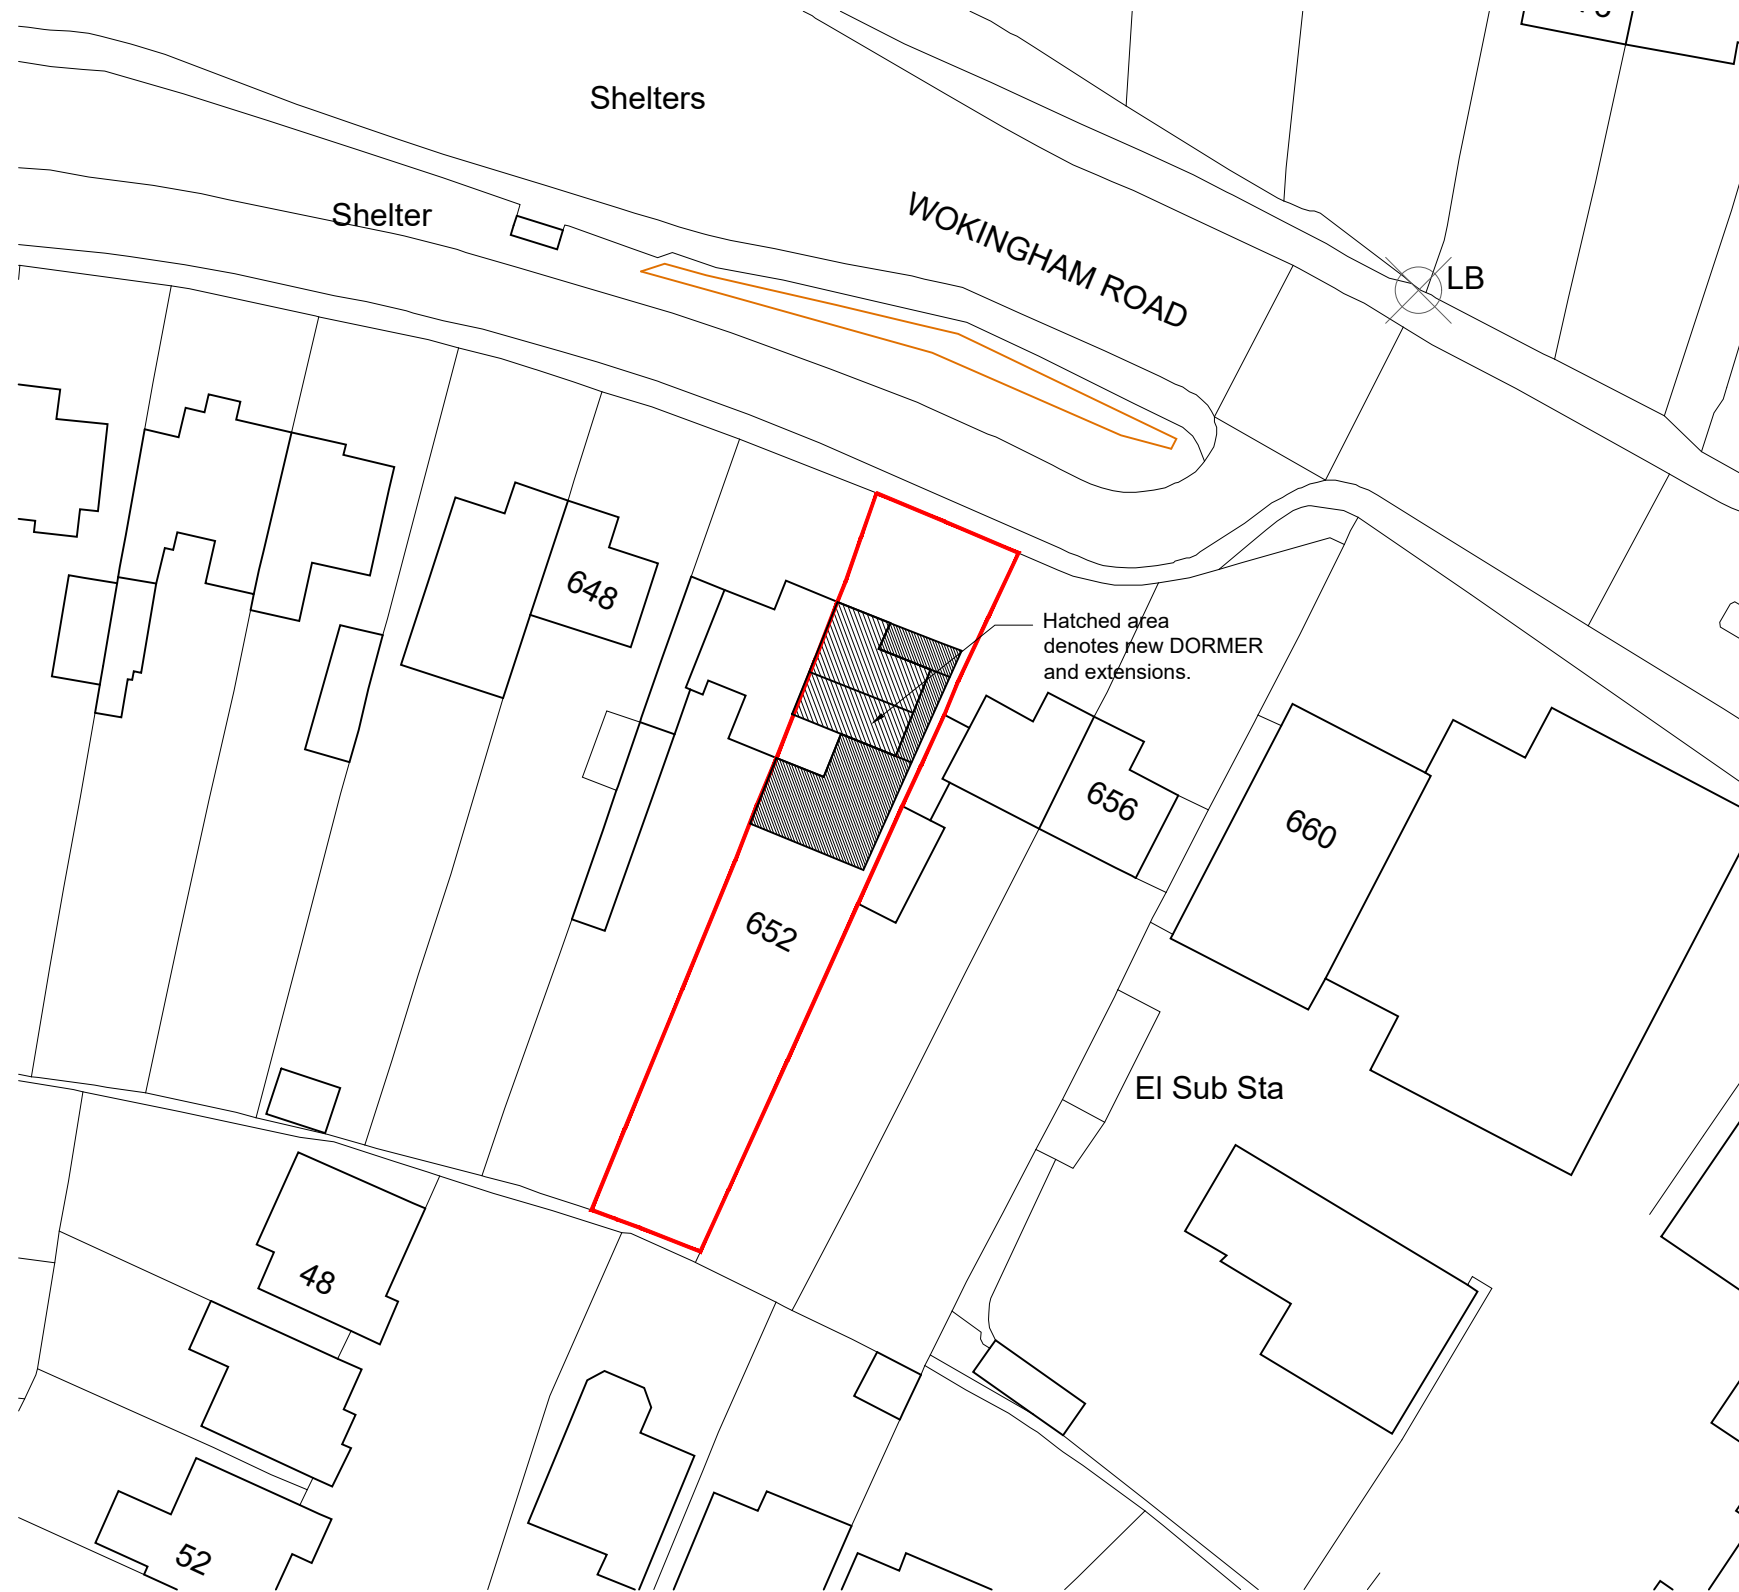 Shelters
Shelter
WOKINGHAM ROAD
LB
648
Hatched area
denotes new DORMER
and extensions.
656
660
652
El Sub Sta
48
52